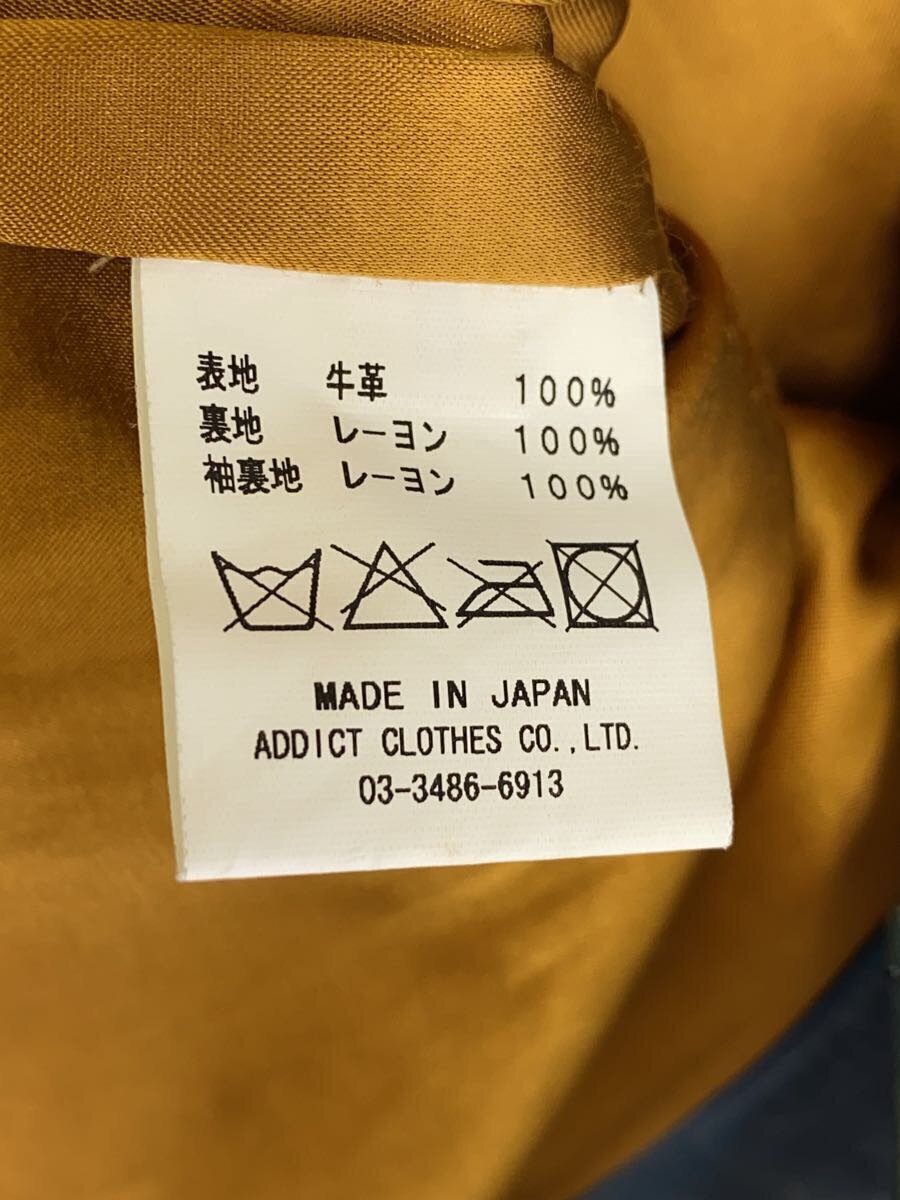 表地 牛革 100%
裏地 レーヨン 100%
袖裏地 レーヨン 100%
MADE IN JAPAN
ADDICT CLOTHES CO.,LTD.
03-3486-6913